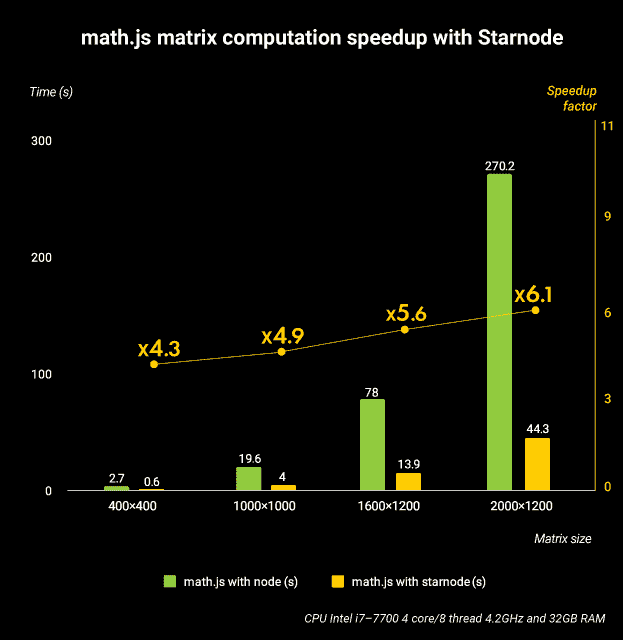 math.js matrix computation speedup with Starnode
Time (s)
Speedup
factor
300
200
100
0
11
9
6
3
0
x4.3
x4.9
x5.6
x6.1
2.7
0.6
19.6
4
78
13.9
270.2
44.3
400×400
1000×1000
1600×1200
2000×1200
Matrix size
math.js with node (s)
math.js with starnode (s)
CPU Intel i7–7700 4 core/8 thread 4.2GHz and 32GB RAM